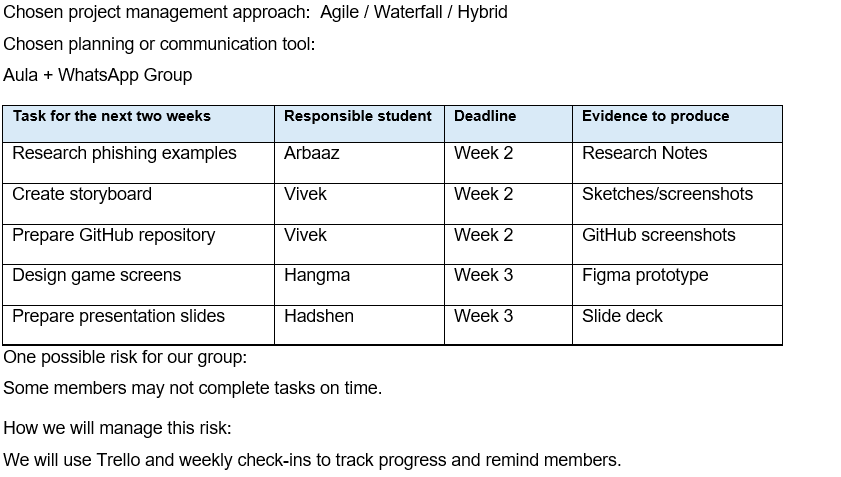 Chosen project management approach:  Agile / Waterfall / Hybrid
Chosen planning or communication tool:
Aula + WhatsApp Group
Task for the next two weeks Responsible student Deadline Evidence to produce
Research phishing examples Arbaaz Week 2 Research Notes
Create storyboard Vivek Week 2 Sketches/screenshots
Prepare GitHub repository Vivek Week 2 GitHub screenshots
Design game screens Hangma Week 3 Figma prototype
Prepare presentation slides Hadshen Week 3 Slide deck
One possible risk for our group:
Some members may not complete tasks on time.
How we will manage this risk:
We will use Trello and weekly check-ins to track progress and remind members.